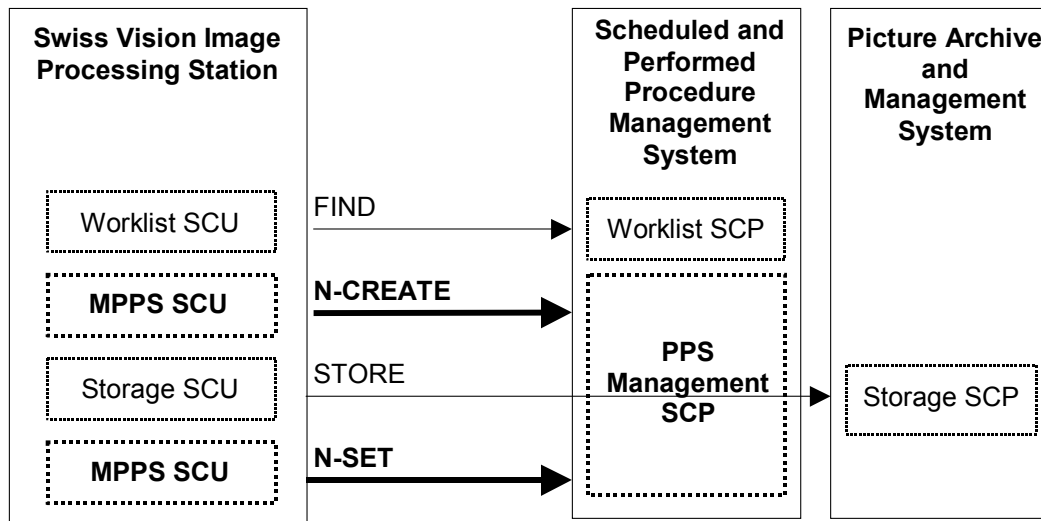 Swiss Vision Image
Processing Station
Scheduled and
Performed
Procedure
Management
System
Picture Archive
and
Management
System
Worklist SCU
FIND
Worklist SCP
MPPS SCU
N-CREATE
PPS
Management
SCP
Storage SCU
STORE
Storage SCP
MPPS SCU
N-SET